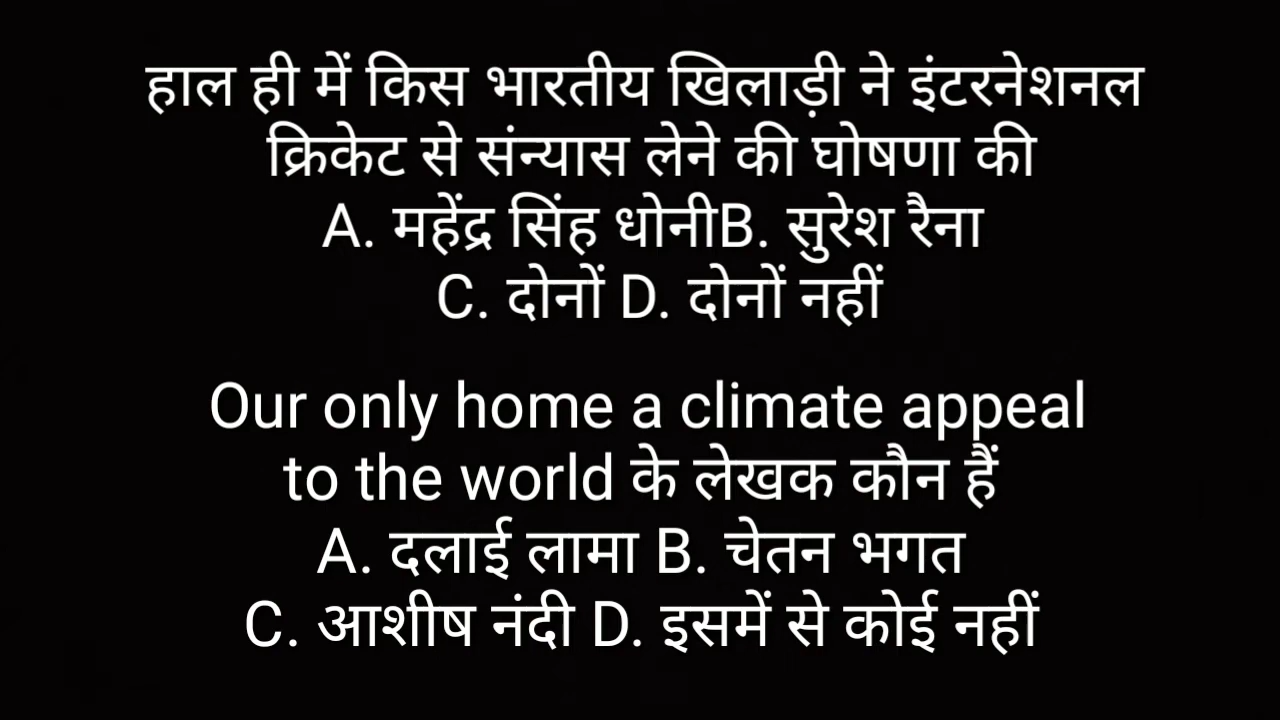 हाल ही में किस भारतीय खिलाड़ी ने इंटरनेशनल
क्रिकेट से संन्यास लेने की घोषणा की
A. महेंद्र सिंह धोनीB. सुरेश रैना
C. दोनों D. दोनों नहीं
Our only home a climate appeal
to the world के लेखक कौन हैं
A. दलाई लामा B. चेतन भगत
C. आशीष नंदी D. इसमें से कोई नहीं